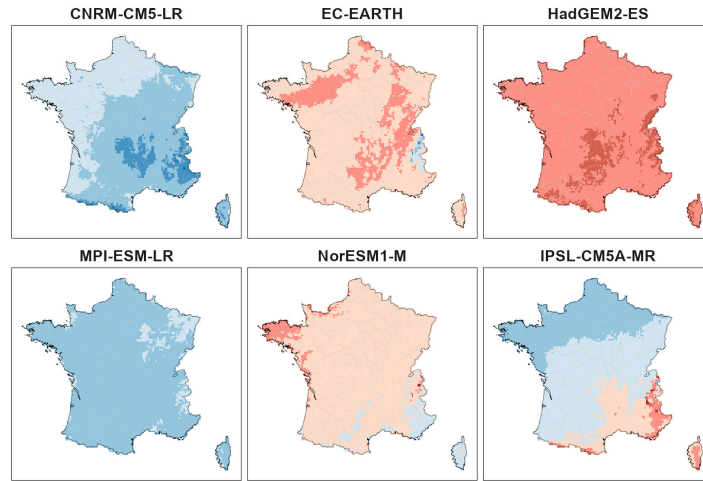 CNRM-CM5-LR
EC-EARTH
HadGEM2-ES
MPI-ESM-LR
NorESM1-M
IPSL-CM5A-MR